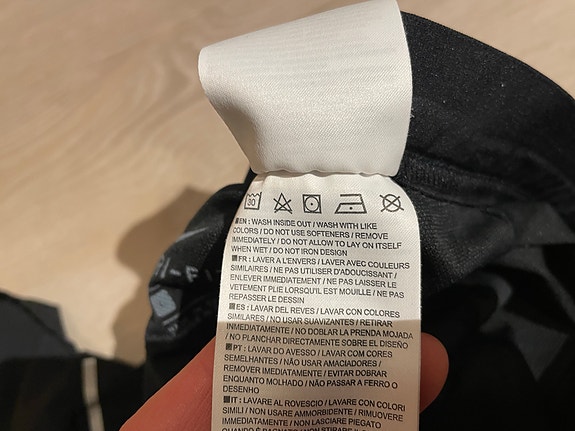 30
EN : WASH INSIDE OUT / WASH WITH LIKE
COLORS / DO NOT USE SOFTENERS / REMOVE
IMMEDIATELY / DO NOT ALLOW TO LAY ON ITSELF
WHEN WET / DO NOT IRON DESIGN
FR : LAVER A L'ENVERS / LAVER AVEC COULEURS
SIMILAIRES / NE PAS UTILISER D'ADOUCISSANT /
ENLEVER IMMEDIATEMENT / NE PAS LAISSER LE
VETEMENT PLIE LORSQU'IL EST MOUILLE / NE PAS
REPASSER LE DESSIN
ES : LAVAR DEL REVES / LAVAR CON COLORES
SIMILARES / NO USAR SUAVIZANTES / RETIRAR
INMEDIATAMENTE / NO DOBLAR LA PRENDA MOJADA
/ NO PLANCHAR DIRECTAMENTE SOBRE EL DISEÑO
PT : LAVAR DO AVESSO / LAVAR COM CORES
SEMELHANTES / NÃO USAR AMACIADORES /
REMOVER IMEDIATAMENTE / EVITAR DOBRAR
ENQUANTO MOLHADO / NÃO PASSAR A FERRO O
DESENHO
IT : LAVARE AL ROVESCIO / LAVARE CON COLORI
SIMILI / NON USARE AMMORBIDENTE / RIMUOVERE
IMMEDIATAMENTE / NON LASCIARE PIEGATO